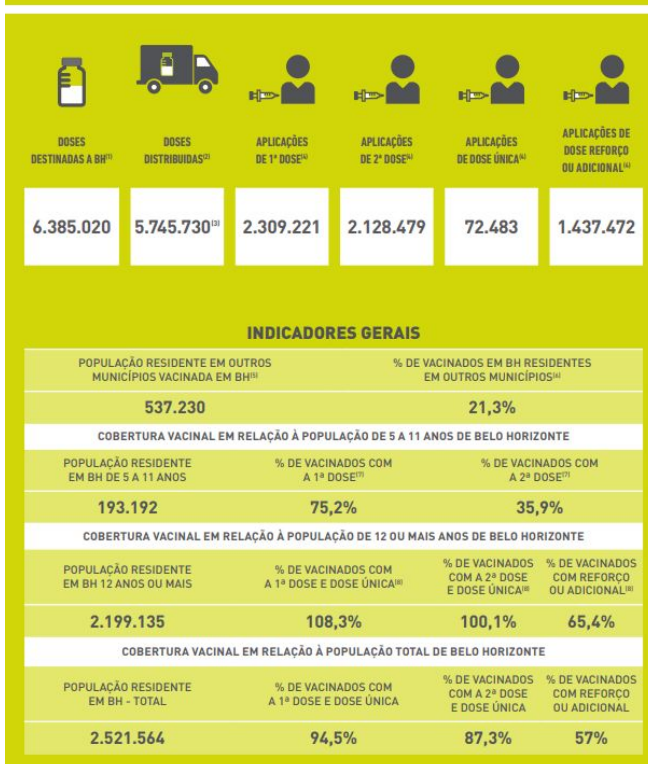 DOSES
DESTINADAS A BH⁽¹⁾
DOSES
DISTRIBUIDAS⁽²⁾
APLICAÇÕES
DE 1ª DOSE⁽⁴⁾
APLICAÇÕES
DE 2ª DOSE⁽⁴⁾
APLICAÇÕES
DE DOSE ÚNICA⁽⁴⁾
APLICAÇÕES DE
DOSE REFORÇO
OU ADICIONAL⁽⁴⁾
6.385.020
5.745.730⁽³⁾
2.309.221
2.128.479
72.483
1.437.472
INDICADORES GERAIS
POPULAÇÃO RESIDENTE EM OUTROS
MUNICÍPIOS VACINADA EM BH⁽⁵⁾
% DE VACINADOS EM BH RESIDENTES
EM OUTROS MUNICÍPIOS⁽⁶⁾
537.230
21,3%
COBERTURA VACINAL EM RELAÇÃO À POPULAÇÃO DE 5 A 11 ANOS DE BELO HORIZONTE
POPULAÇÃO RESIDENTE
EM BH DE 5 A 11 ANOS
% DE VACINADOS COM
A 1ª DOSE⁽⁷⁾
% DE VACINADOS COM
A 2ª DOSE⁽⁷⁾
193.192
75,2%
35,9%
COBERTURA VACINAL EM RELAÇÃO À POPULAÇÃO DE 12 OU MAIS ANOS DE BELO HORIZONTE
POPULAÇÃO RESIDENTE
EM BH 12 ANOS OU MAIS
% DE VACINADOS COM
A 1ª DOSE E DOSE ÚNICA⁽⁸⁾
% DE VACINADOS
COM A 2ª DOSE
E DOSE ÚNICA⁽⁸⁾
% DE VACINADOS
COM REFORÇO
OU ADICIONAL⁽⁸⁾
2.199.135
108,3%
100,1%
65,4%
COBERTURA VACINAL EM RELAÇÃO À POPULAÇÃO TOTAL DE BELO HORIZONTE
POPULAÇÃO RESIDENTE
EM BH - TOTAL
% DE VACINADOS COM
A 1ª DOSE E DOSE ÚNICA
% DE VACINADOS
COM A 2ª DOSE
E DOSE ÚNICA
% DE VACINADOS
COM REFORÇO
OU ADICIONAL
2.521.564
94,5%
87,3%
57%